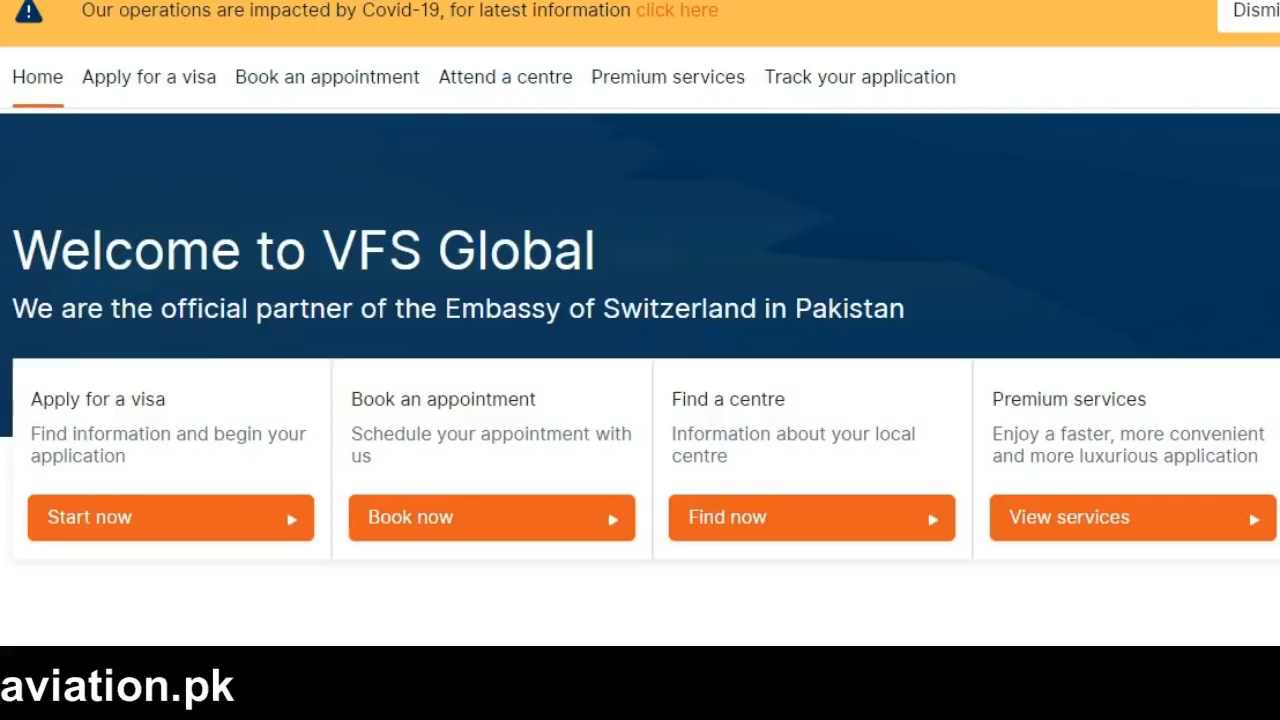 Our operations are impacted by Covid-19, for latest information click here
Home Apply for a visa Book an appointment Attend a centre Premium services Track your application
Welcome to VFS Global
We are the official partner of the Embassy of Switzerland in Pakistan
Apply for a visa
Find information and begin your
application
Start now
Book an appointment
Schedule your appointment with
us
Book now
Find a centre
Information about your local
centre
Find now
Premium services
Enjoy a faster, more convenient
and more luxurious application
View services
aviation.pk